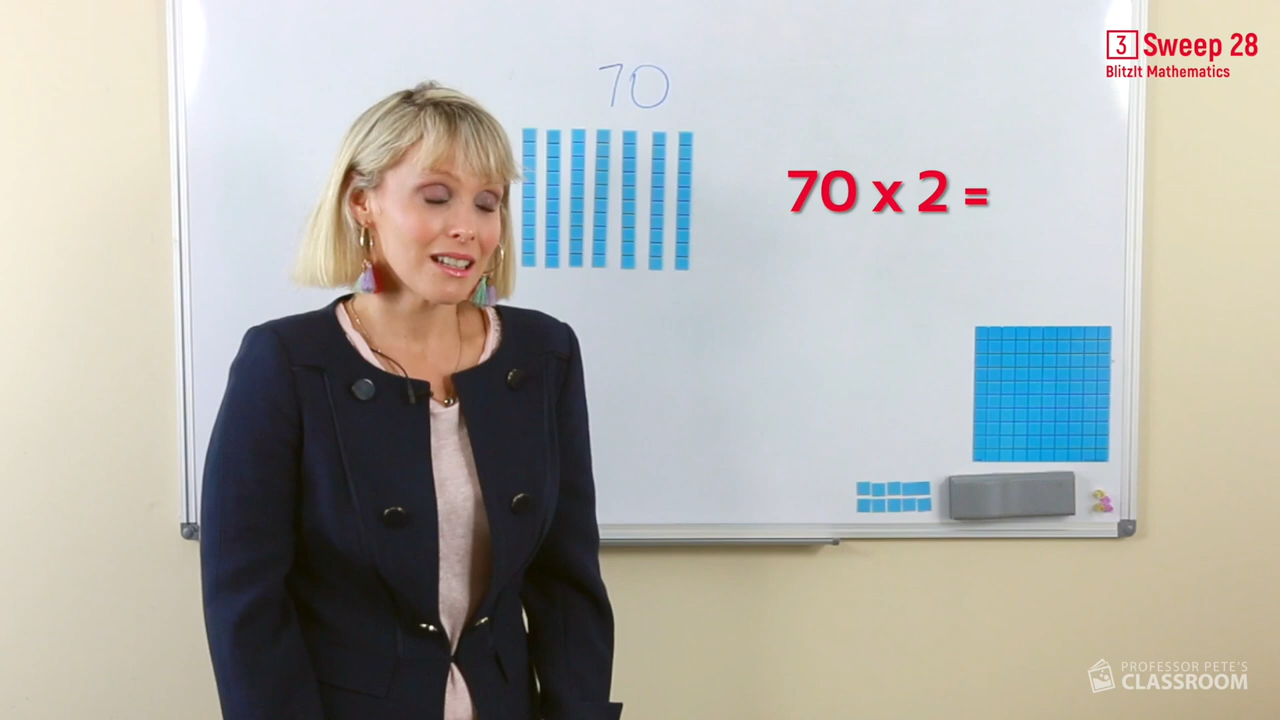 3 Sweep 28
BlitzIt Mathematics
70
70 x 2 =
PROFESSOR PETE'S
CLASSROOM